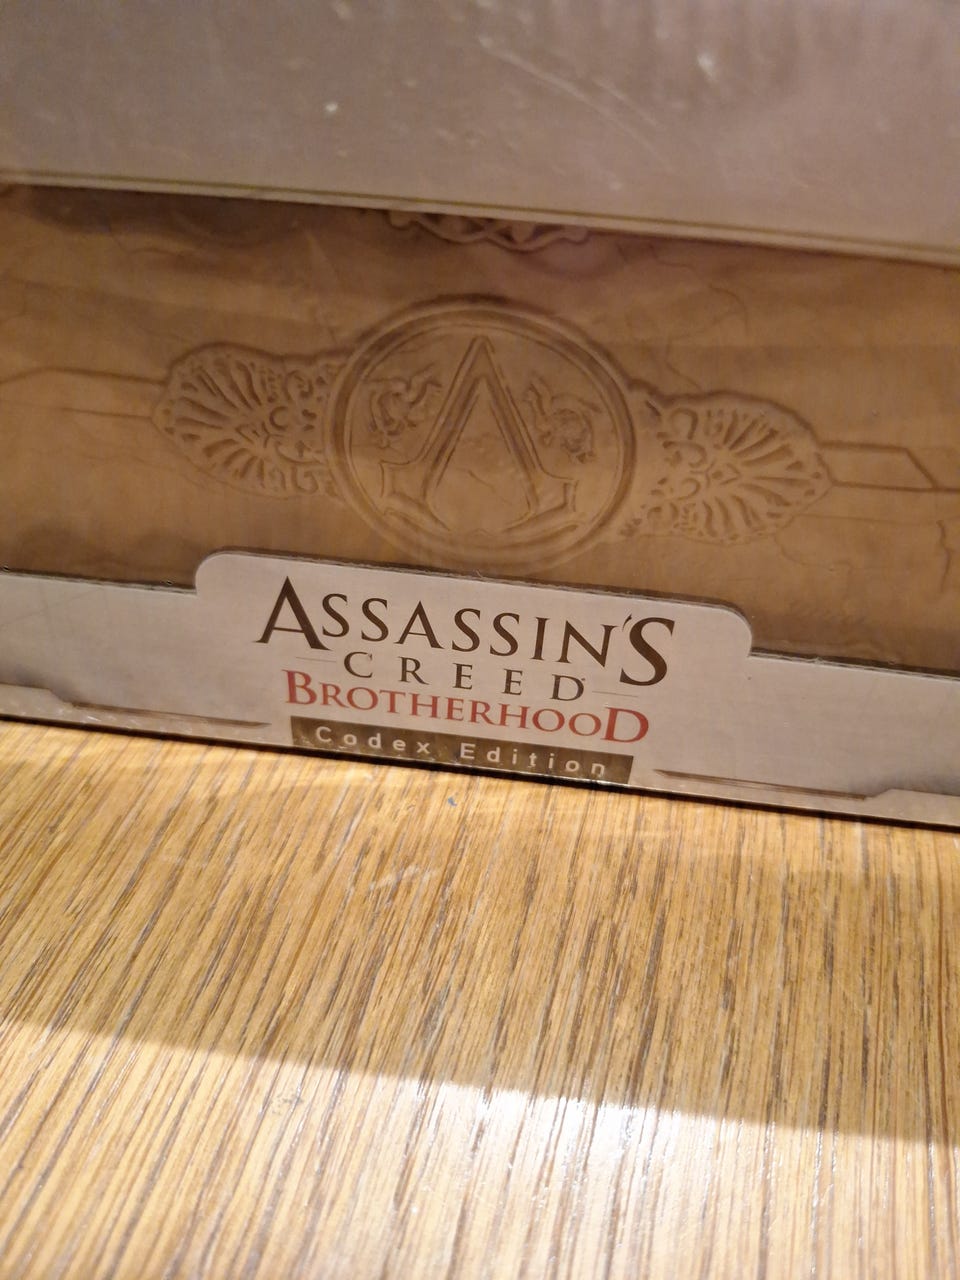 ASSASSIN'S
CREED
BROTHERHOOD
Codex Edition